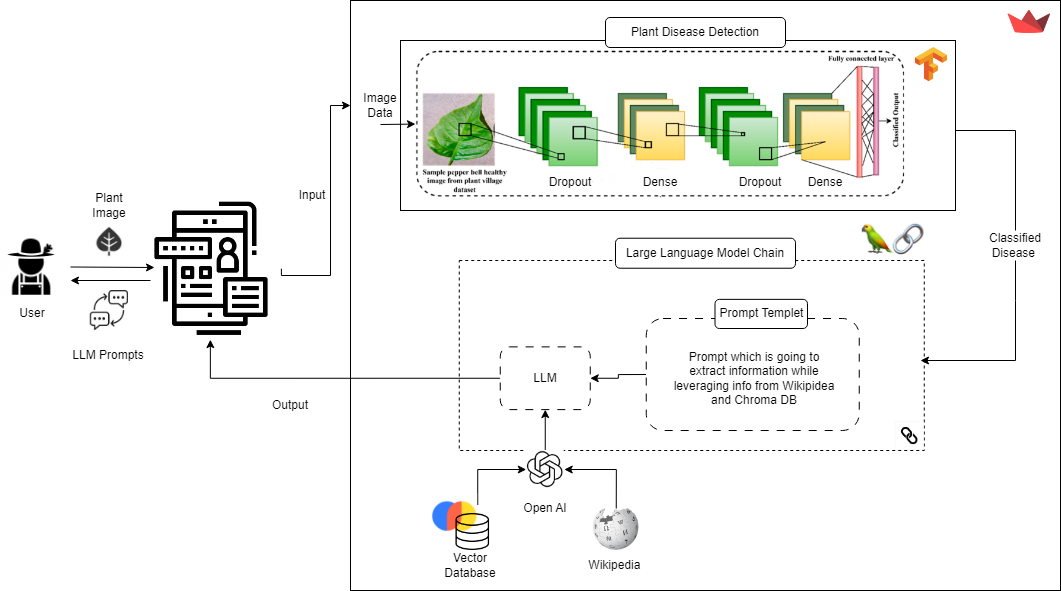 Plant Disease Detection
Fully connected layer
Image
Data
Classified Output
Sample pepper bell healthy
image from plant village
dataset
Dropout
Dense
Dropout
Dense
Plant
Image
Input
User
LLM Prompts
Classified
Disease
Large Language Model Chain
Prompt Templet
Prompt which is going to
extract information while
leveraging info from Wikipidea
and Chroma DB
LLM
Output
Open AI
Vector
Database
Wikipedia